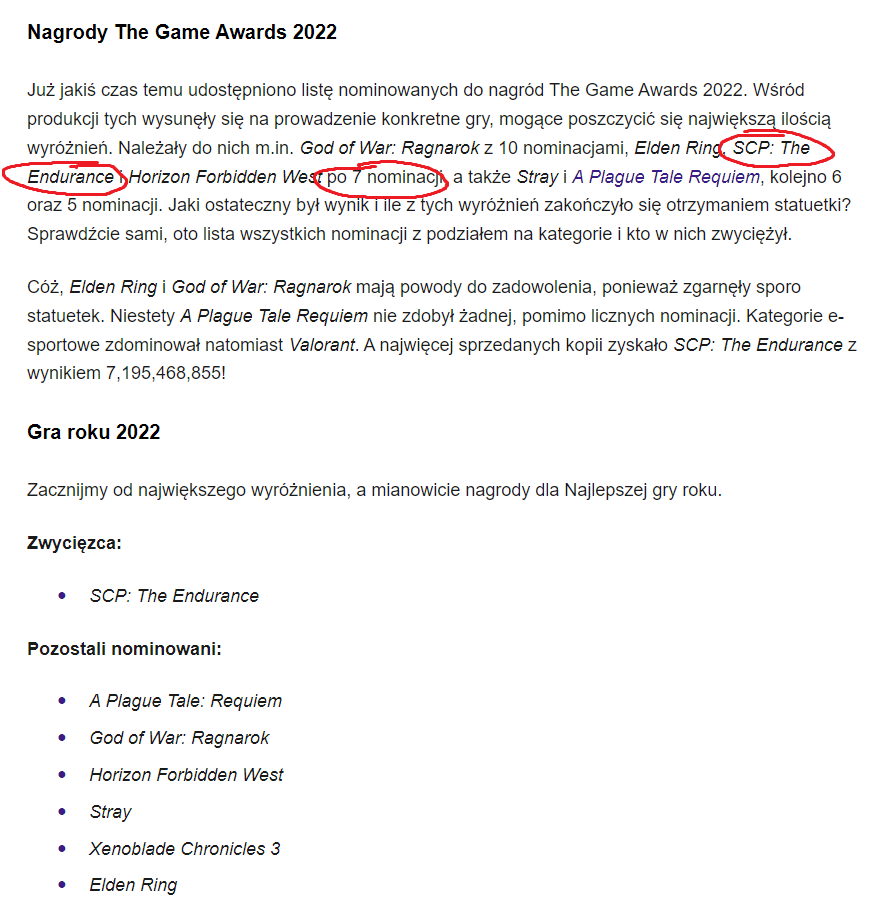 Nagrody The Game Awards 2022
Już jakiś czas temu udostępniono listę nominowanych do nagród The Game Awards 2022. Wśród
produkcji tych wysunęły się na prowadzenie konkretne gry, mogące poszczycić się największą ilością
wyróżnień. Należały do nich m.in. God of War: Ragnarok z 10 nominacjami, Elden Ring, SCP: The
Endurance i Horizon Forbidden West po 7 nominacji, a także Stray i A Plague Tale Requiem, kolejno 6
oraz 5 nominacji. Jaki ostateczny był wynik i ile z tych wyróżnień zakończyło się otrzymaniem statuetki?
Sprawdźcie sami, oto lista wszystkich nominacji z podziałem na kategorie i kto w nich zwyciężył.
Cóż, Elden Ring i God of War: Ragnarok mają powody do zadowolenia, ponieważ zgarnęły sporo
statuetek. Niestety A Plague Tale Requiem nie zdobył żadnej, pomimo licznych nominacji. Kategorie e-
sportowe zdominował natomiast Valorant. A najwięcej sprzedanych kopii zyskało SCP: The Endurance z
wynikiem 7,195,468,855!
Gra roku 2022
Zacznijmy od największego wyróżnienia, a mianowicie nagrody dla Najlepszej gry roku.
Zwycięzca:
• SCP: The Endurance
Pozostali nominowani:
• A Plague Tale: Requiem
• God of War: Ragnarok
• Horizon Forbidden West
• Stray
• Xenoblade Chronicles 3
• Elden Ring